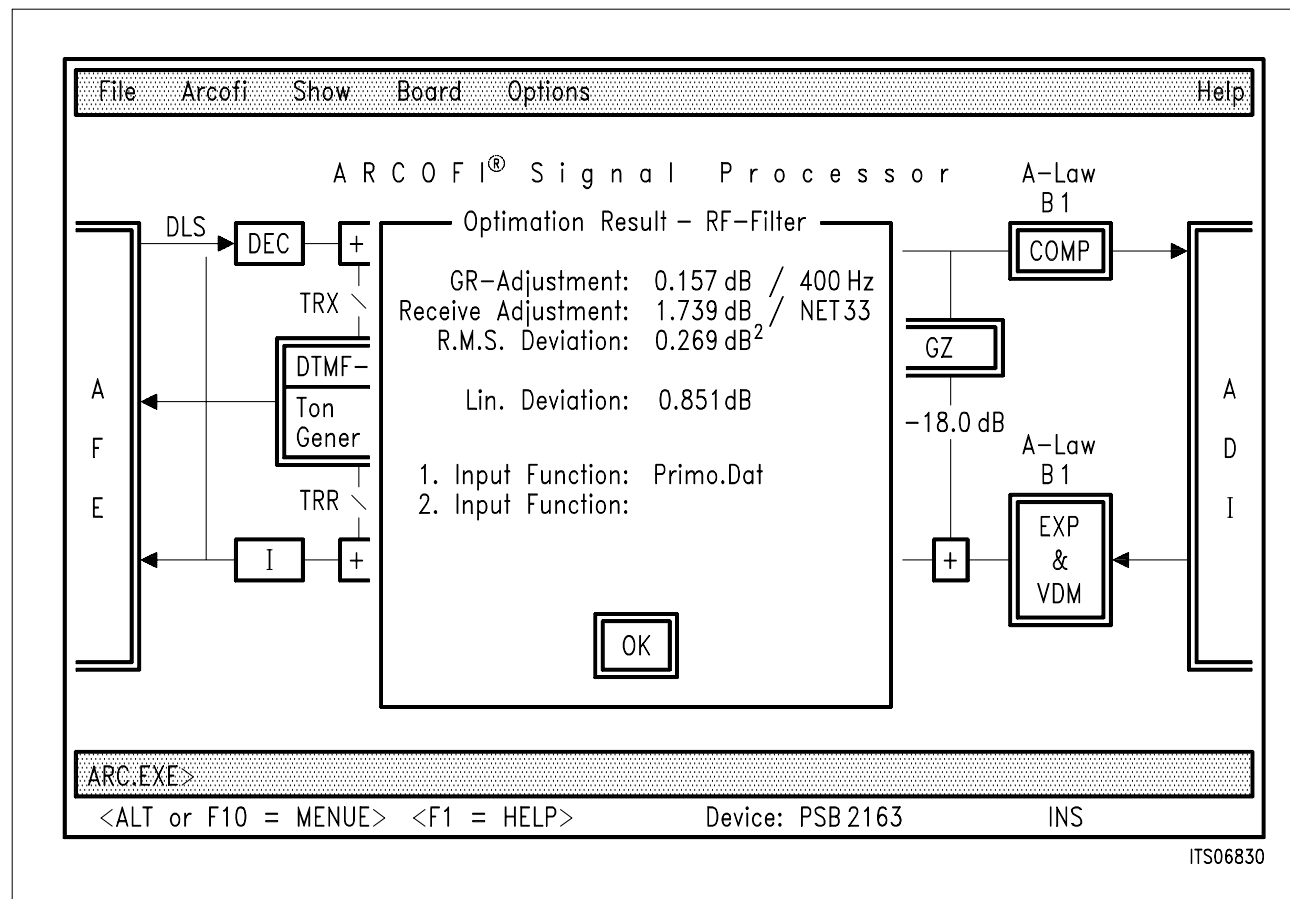 File Arcofi Show Board Options Help
ARCOFI® Signal Processor
A-Law
B1
DLS
DEC
+
COMP
Optimation Result – RF-Filter
GR-Adjustment: 0.157 dB / 400 Hz
Receive Adjustment: 1.739 dB / NET33
R.M.S. Deviation: 0.269 dB²
Lin. Deviation: 0.851 dB
1. Input Function: Primo.Dat
2. Input Function:
OK
TRX
DTMF-
Ton
Gener
TRR
I
+
A
F
E
GZ
-18.0 dB
A-Law
B1
EXP
&
VDM
+
A
D
I
ARC.EXE>
<ALT or F10 = MENUE> <F1 = HELP> Device: PSB 2163 INS
ITS06830